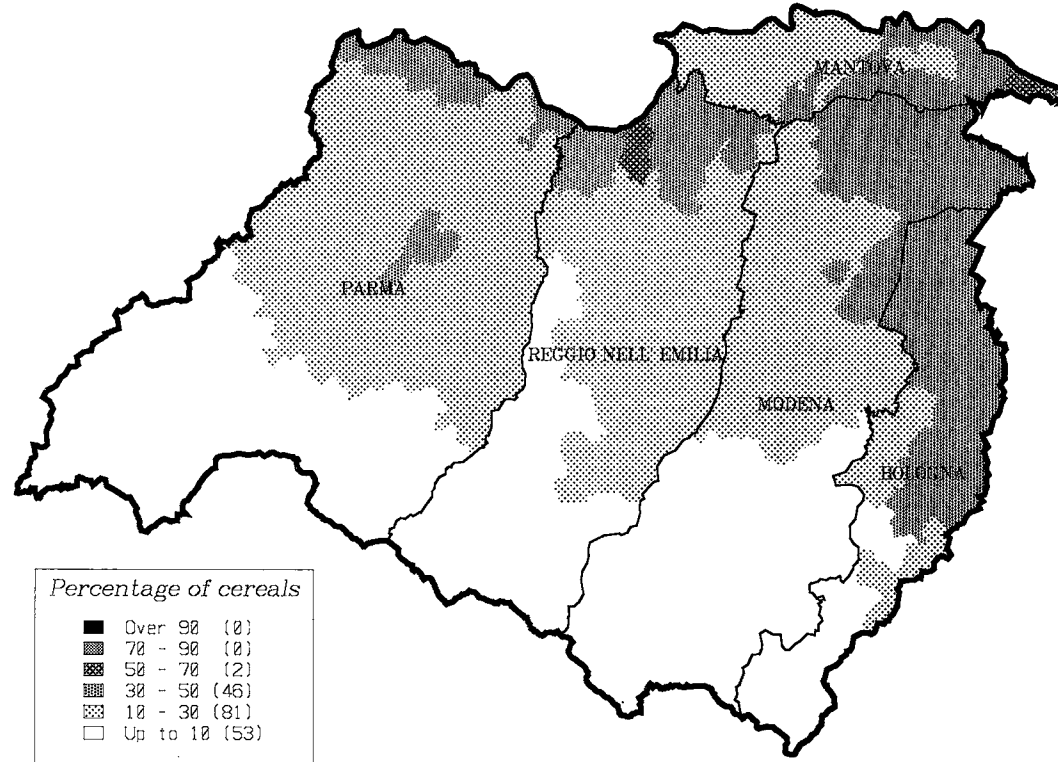 MANTOVA
PARMA
REGGIO NELL' EMILIA
MODENA
BOLOGNA
Percentage of cereals
Over 90 (0)
70 - 90 (0)
50 - 70 (2)
30 - 50 (46)
10 - 30 (81)
Up to 10 (53)